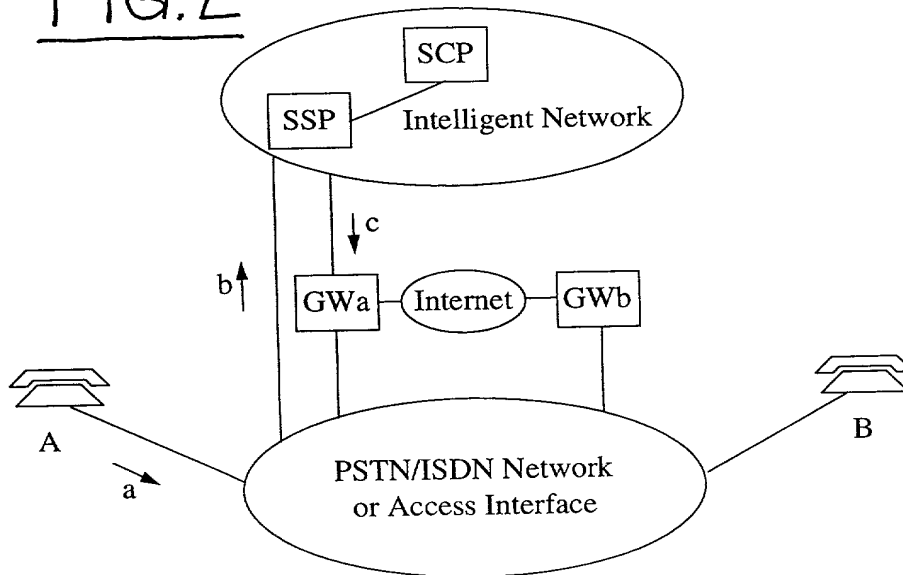 FIG. 2
SCP
SSP
Intelligent Network
c
b
GWa
Internet
GWb
A
B
a
PSTN/ISDN Network
or Access Interface